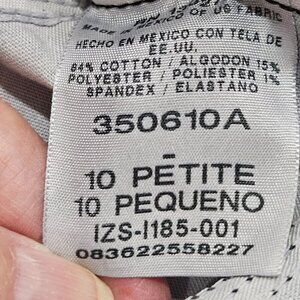 MADE IN MEXICO OF US FABRIC
HECHO EN MEXICO CON TELA DE
EE.UU.
84% COTTON / ALGODON 15%
POLYESTER / POLIESTER 1%
SPANDEX / ELASTANO
350610A
10 PĒTITE
10 PEQUENO
IZS-I185-001
083622558227